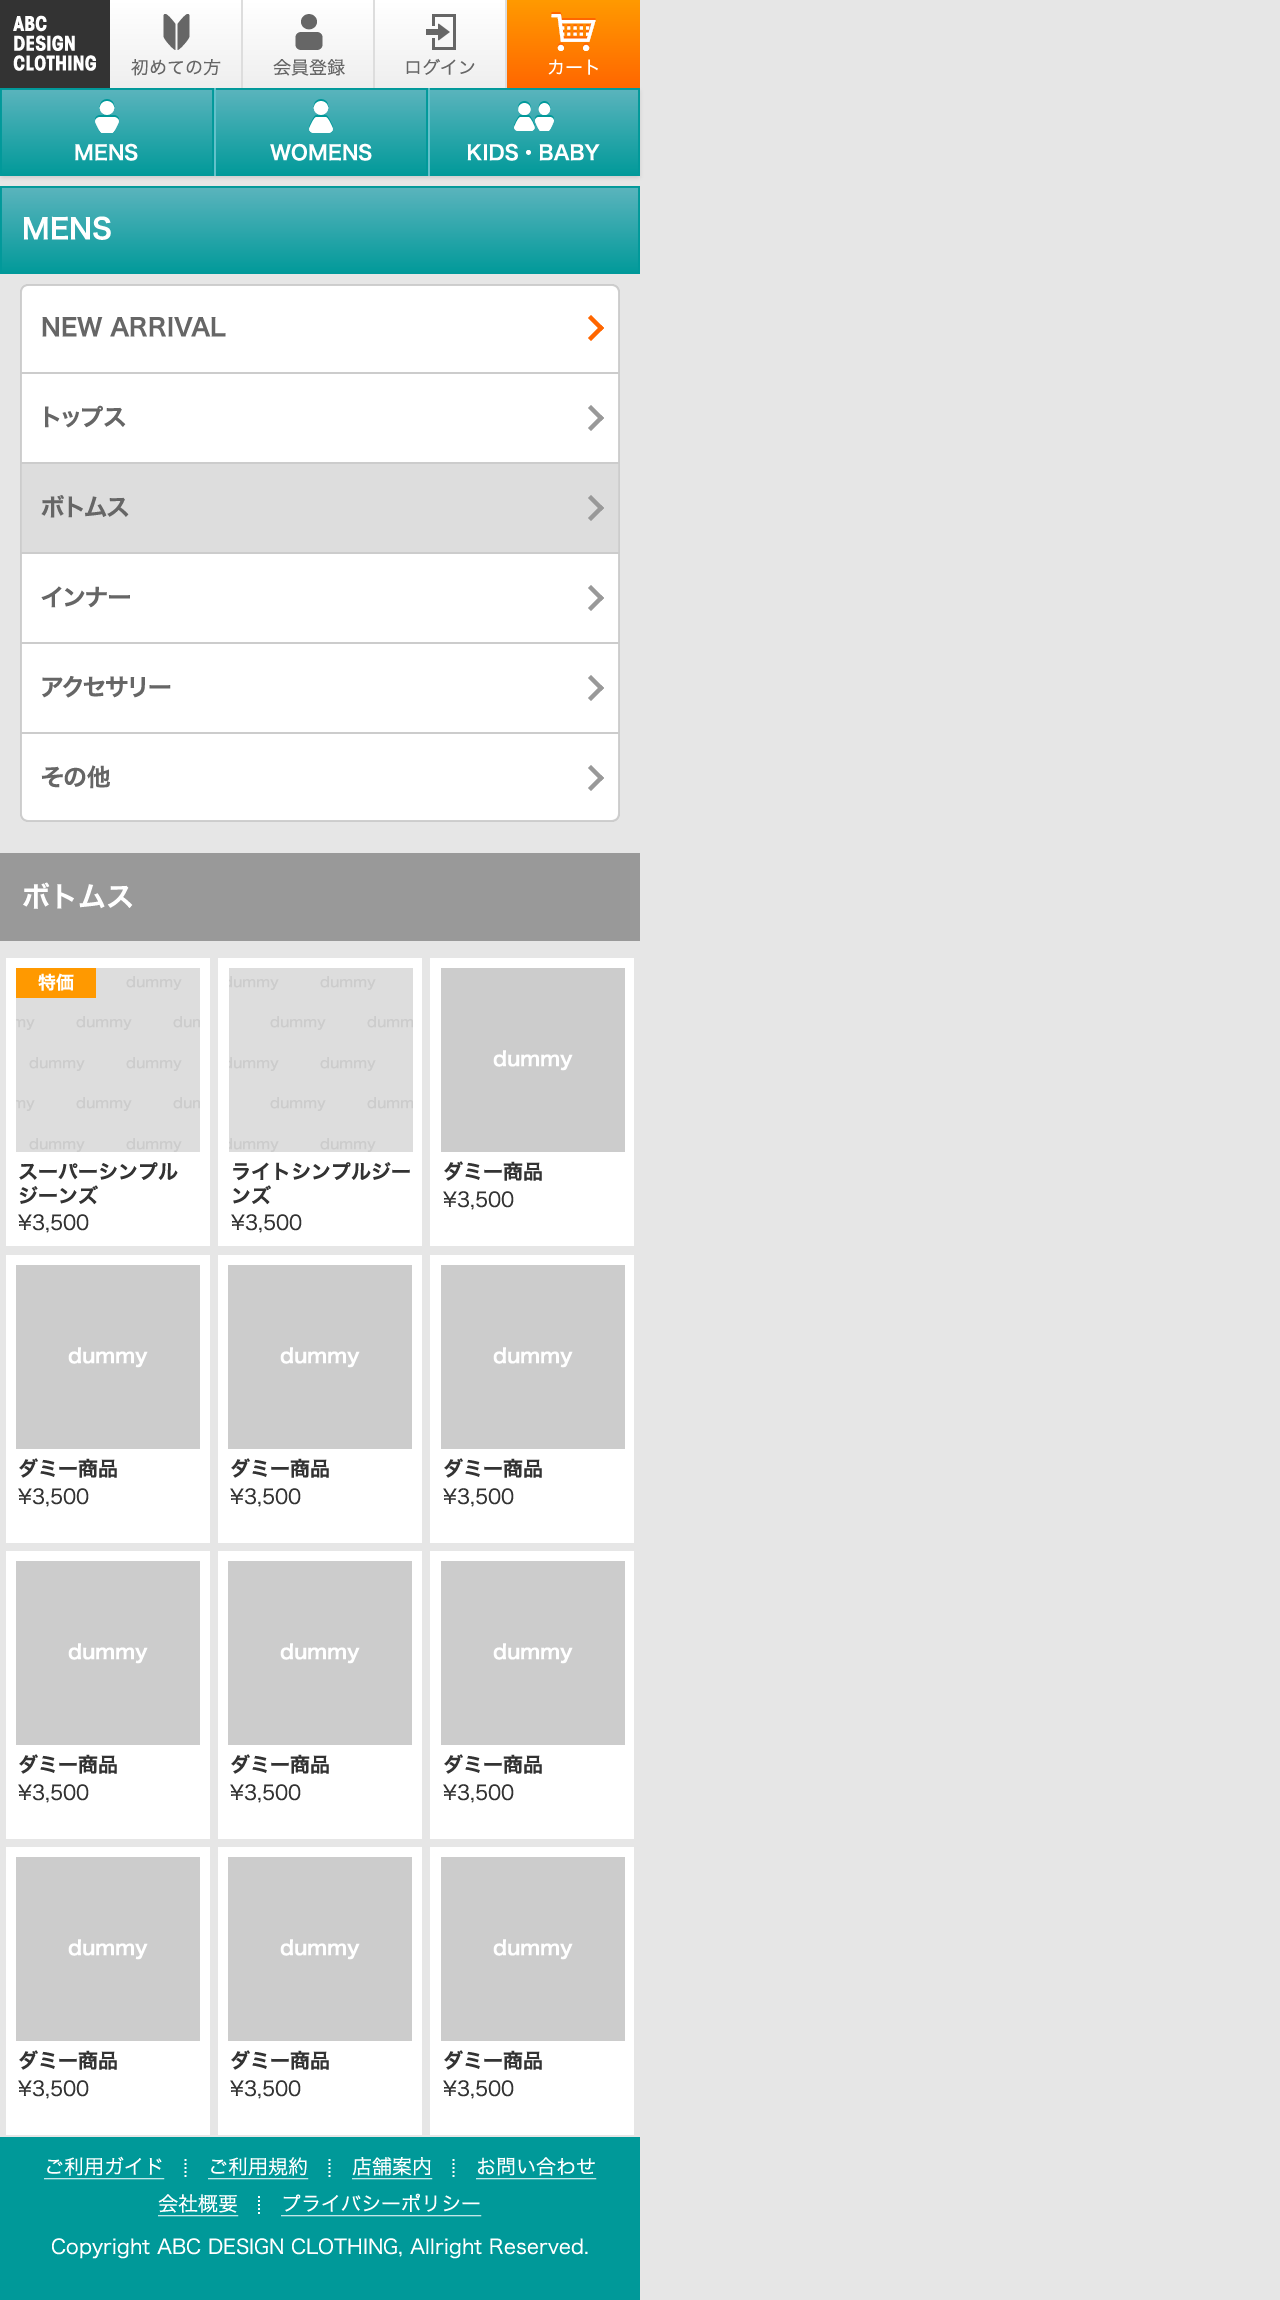 ABC
DESIGN
CLOTHING
初めての方
会員登録
ログイン
カート
MENS
WOMENS
KIDS・BABY
MENS
NEW ARRIVAL
トップス
ボトムス
インナー
アクセサリー
その他
ボトムス
特価
dummy
dummy dummy
my dummy dum
dummy dumm
dummy dummy
dummy dummy
my dummy dum
dummy dumm
dummy dummy
dummy dummy
dummy
スーパーシンプル
ジーンズ
¥3,500
ライトシンプルジー
ンズ
¥3,500
ダミー商品
¥3,500
dummy
dummy
dummy
ダミー商品
¥3,500
ダミー商品
¥3,500
ダミー商品
¥3,500
dummy
dummy
dummy
ダミー商品
¥3,500
ダミー商品
¥3,500
ダミー商品
¥3,500
dummy
dummy
dummy
ダミー商品
¥3,500
ダミー商品
¥3,500
ダミー商品
¥3,500
ご利用ガイド ご利用規約 店舗案内 お問い合わせ
会社概要 プライバシーポリシー
Copyright ABC DESIGN CLOTHING, Allright Reserved.